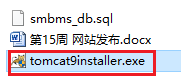 smbms_db.sql
第15周 网站发布.docx
tomcat9installer.exe